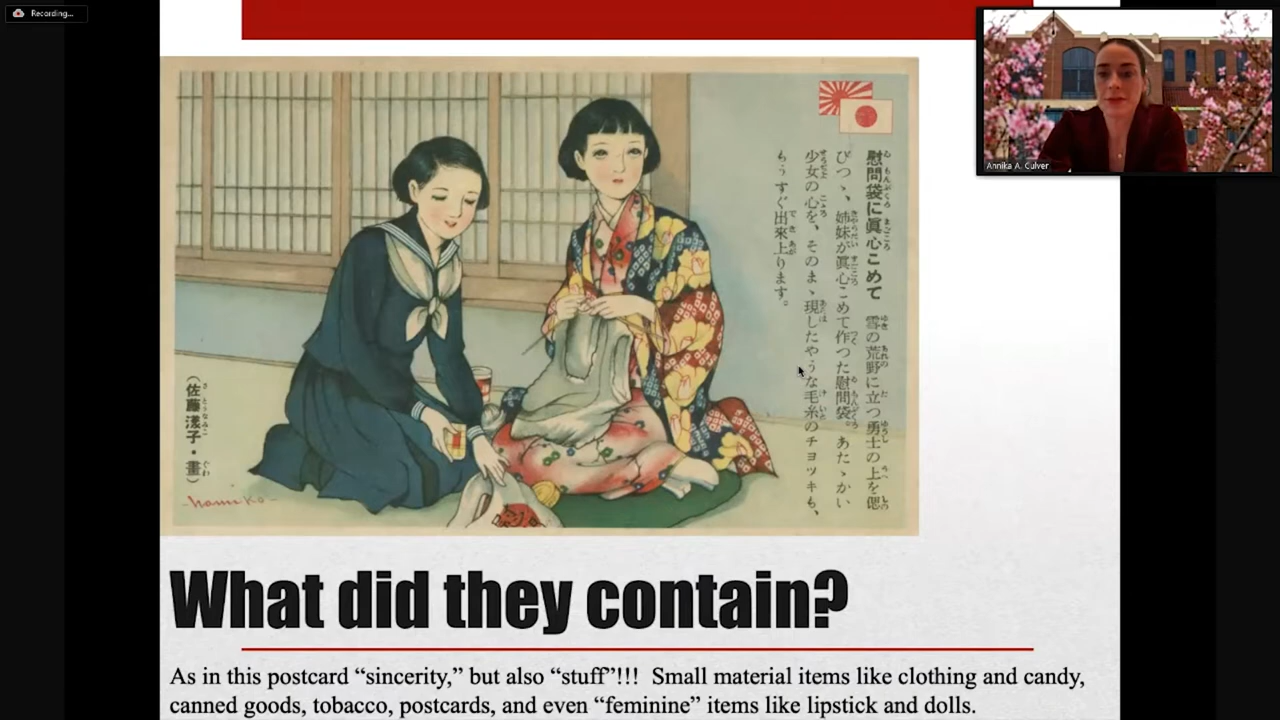 Recording...
Annika A. Culver
慰問袋に眞心こめて 雪の荒野に立つ勇士の上を偲
びつゝ、姉妹が眞心こめて作つた慰問袋。あたゝかい
少女の心を、そのまゝ現したやうな毛糸のチョッキも、
もうすぐ出來上ります。
(佐藤漾子・畫)
-Namiko-
What did they contain?
As in this postcard “sincerity,” but also “stuff”!!! Small material items like clothing and candy,
canned goods, tobacco, postcards, and even “feminine” items like lipstick and dolls.